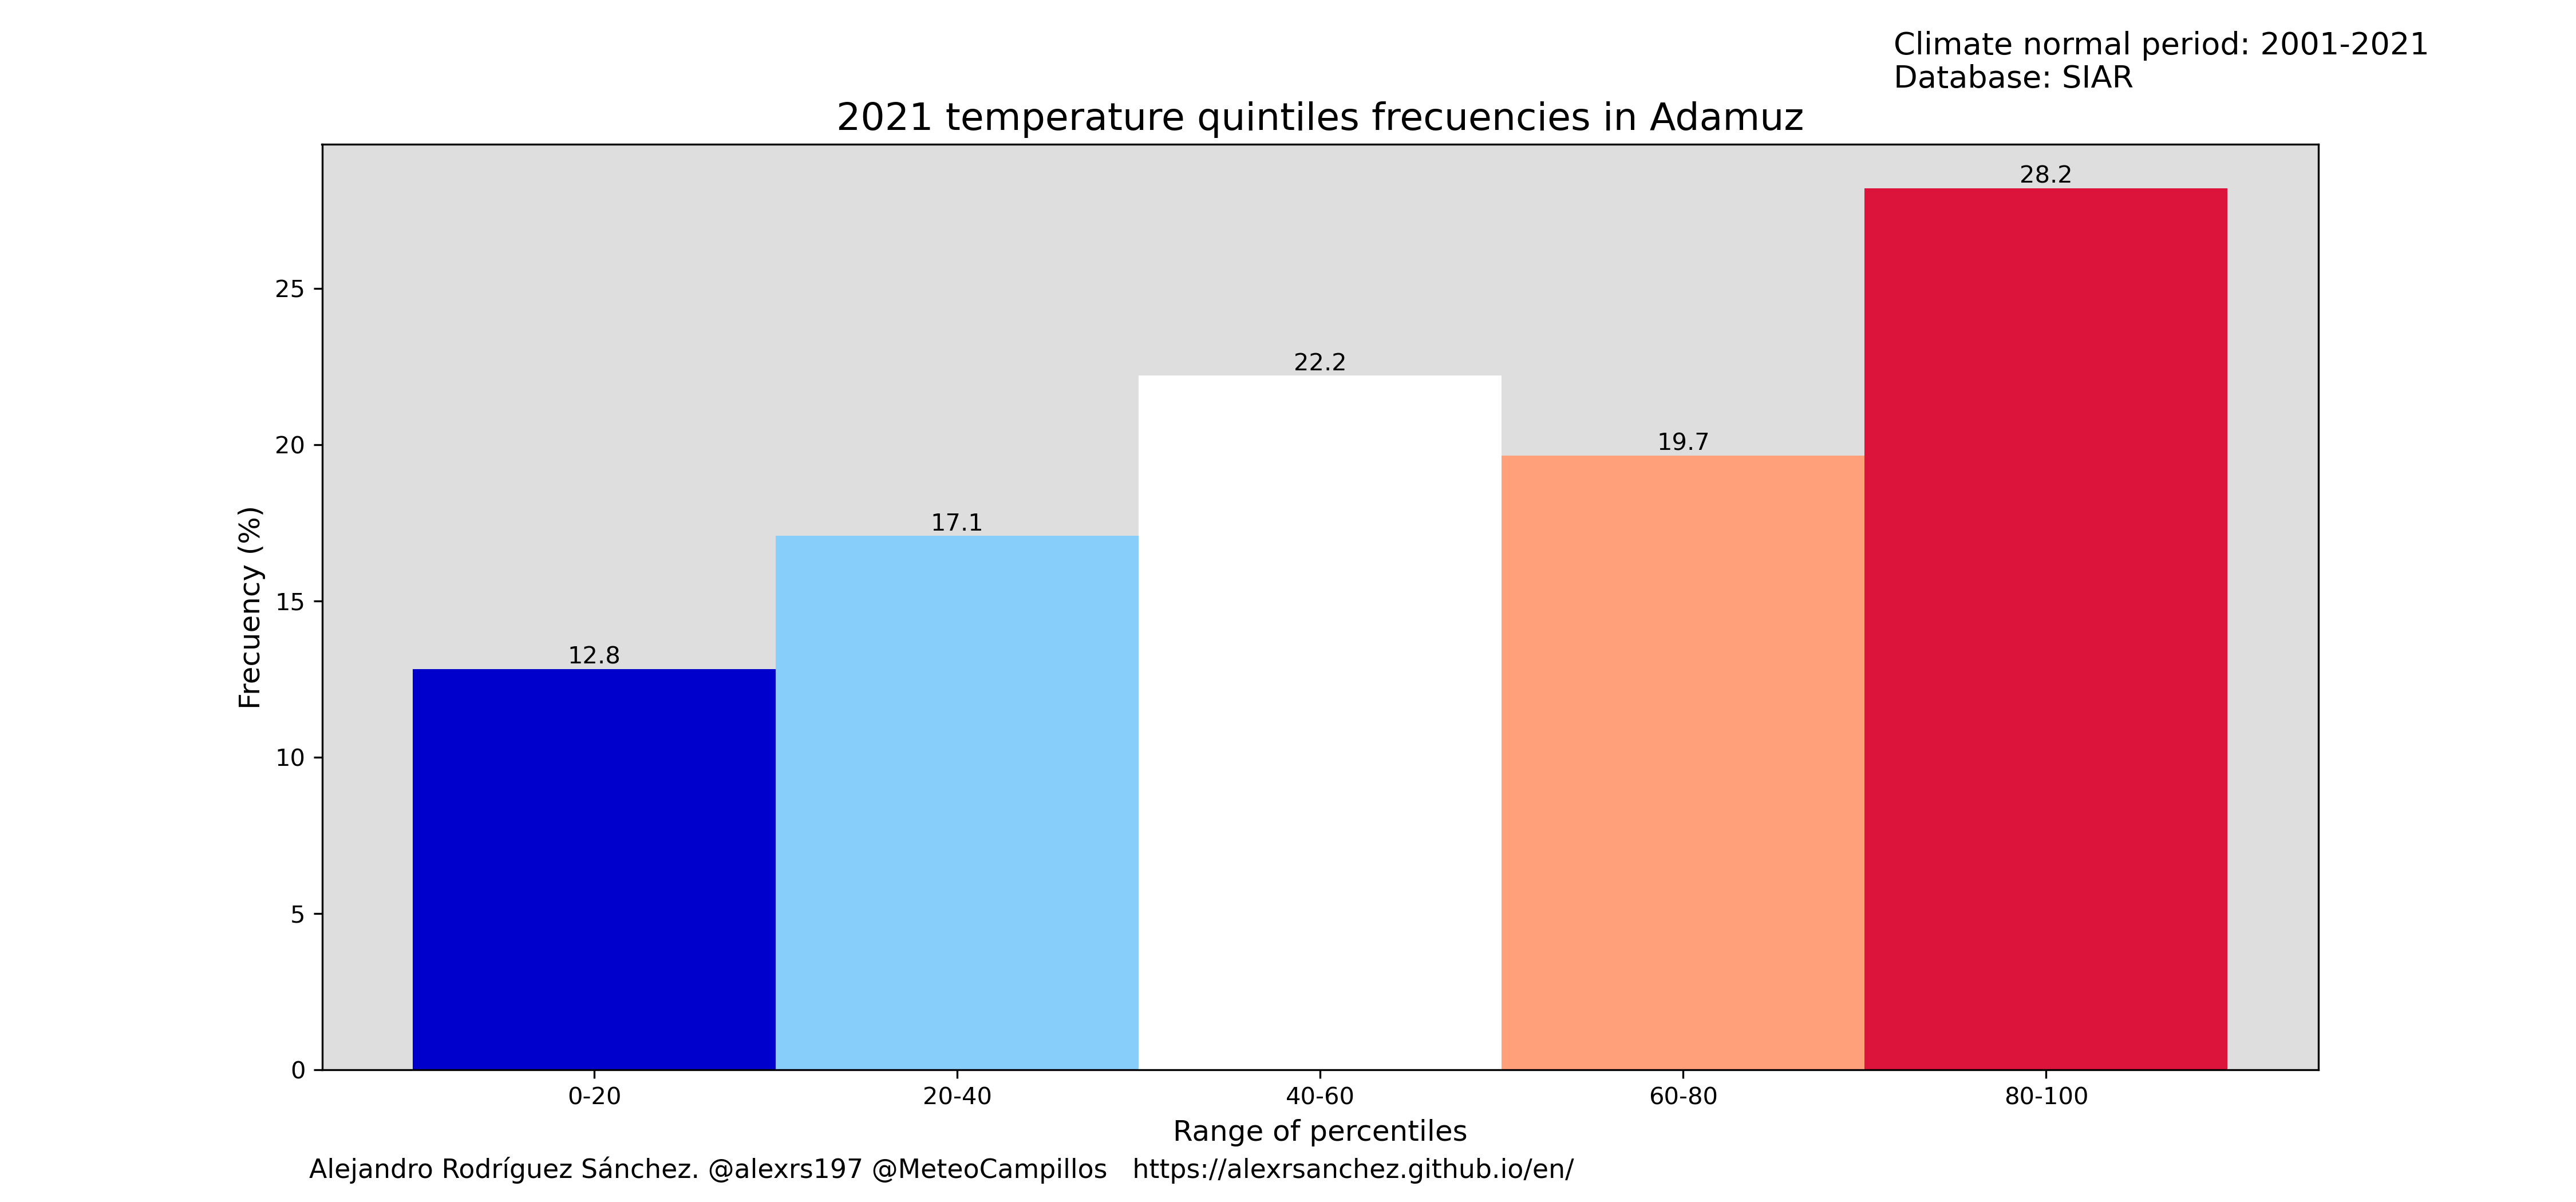 Climate normal period: 2001-2021
Database: SIAR
2021 temperature quintiles frecuencies in Adamuz
Frecuency (%)
25
20
15
10
5
0
12.8
17.1
22.2
19.7
28.2
0-20
20-40
40-60
60-80
80-100
Range of percentiles
Alejandro Rodríguez Sánchez. @alexrs197 @MeteoCampillos https://alexrsanchez.github.io/en/